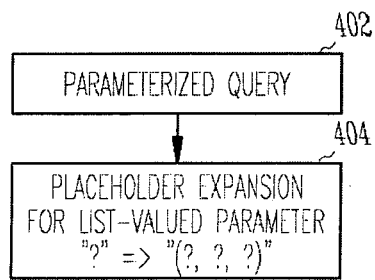 402
PARAMETERIZED QUERY
404
PLACEHOLDER EXPANSION
FOR LIST-VALUED PARAMETER
"?" => "(?, ?, ?)"